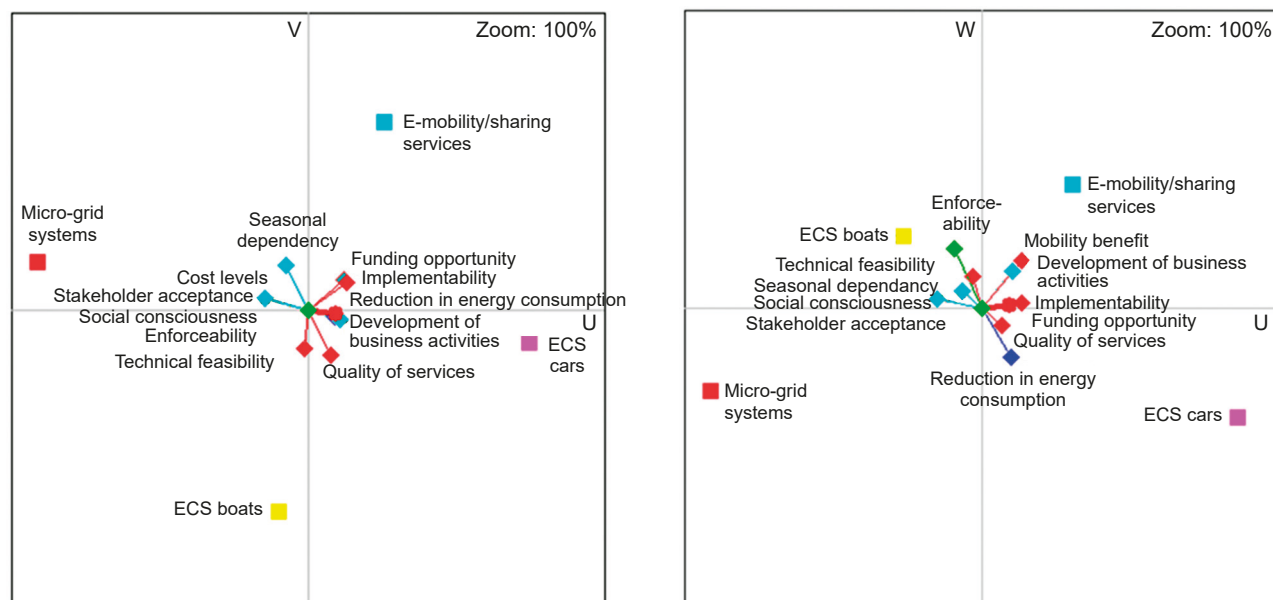 V
Zoom: 100%
E-mobility/sharing
services
Micro-grid
systems
Seasonal
dependency
Funding opportunity
Cost levels
Implementability
Stakeholder acceptance
Reduction in energy consumption
Social consciousness
U
Enforceability
Development of
business activities
ECS
cars
Technical feasibility
Quality of services
ECS boats
W
Zoom: 100%
E-mobility/sharing
services
Enforce-
ability
ECS boats
Mobility benefit
Technical feasibility
Development of business
activities
Seasonal dependancy
Social consciousness
Implementability
Stakeholder acceptance
Funding opportunity
U
Quality of services
Reduction in energy
consumption
Micro-grid
systems
ECS cars